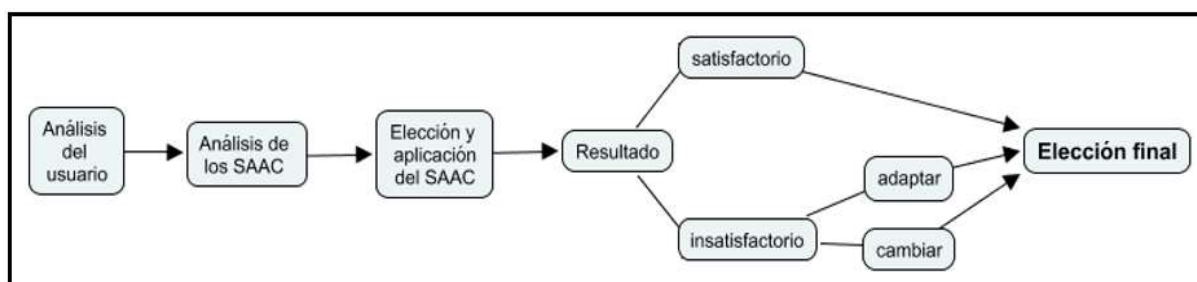 Análisis
del
usuario
Análisis de
los SAAC
Elección y
aplicación
del SAAC
Resultado
satisfactorio
insatisfactorio
adaptar
cambiar
Elección final